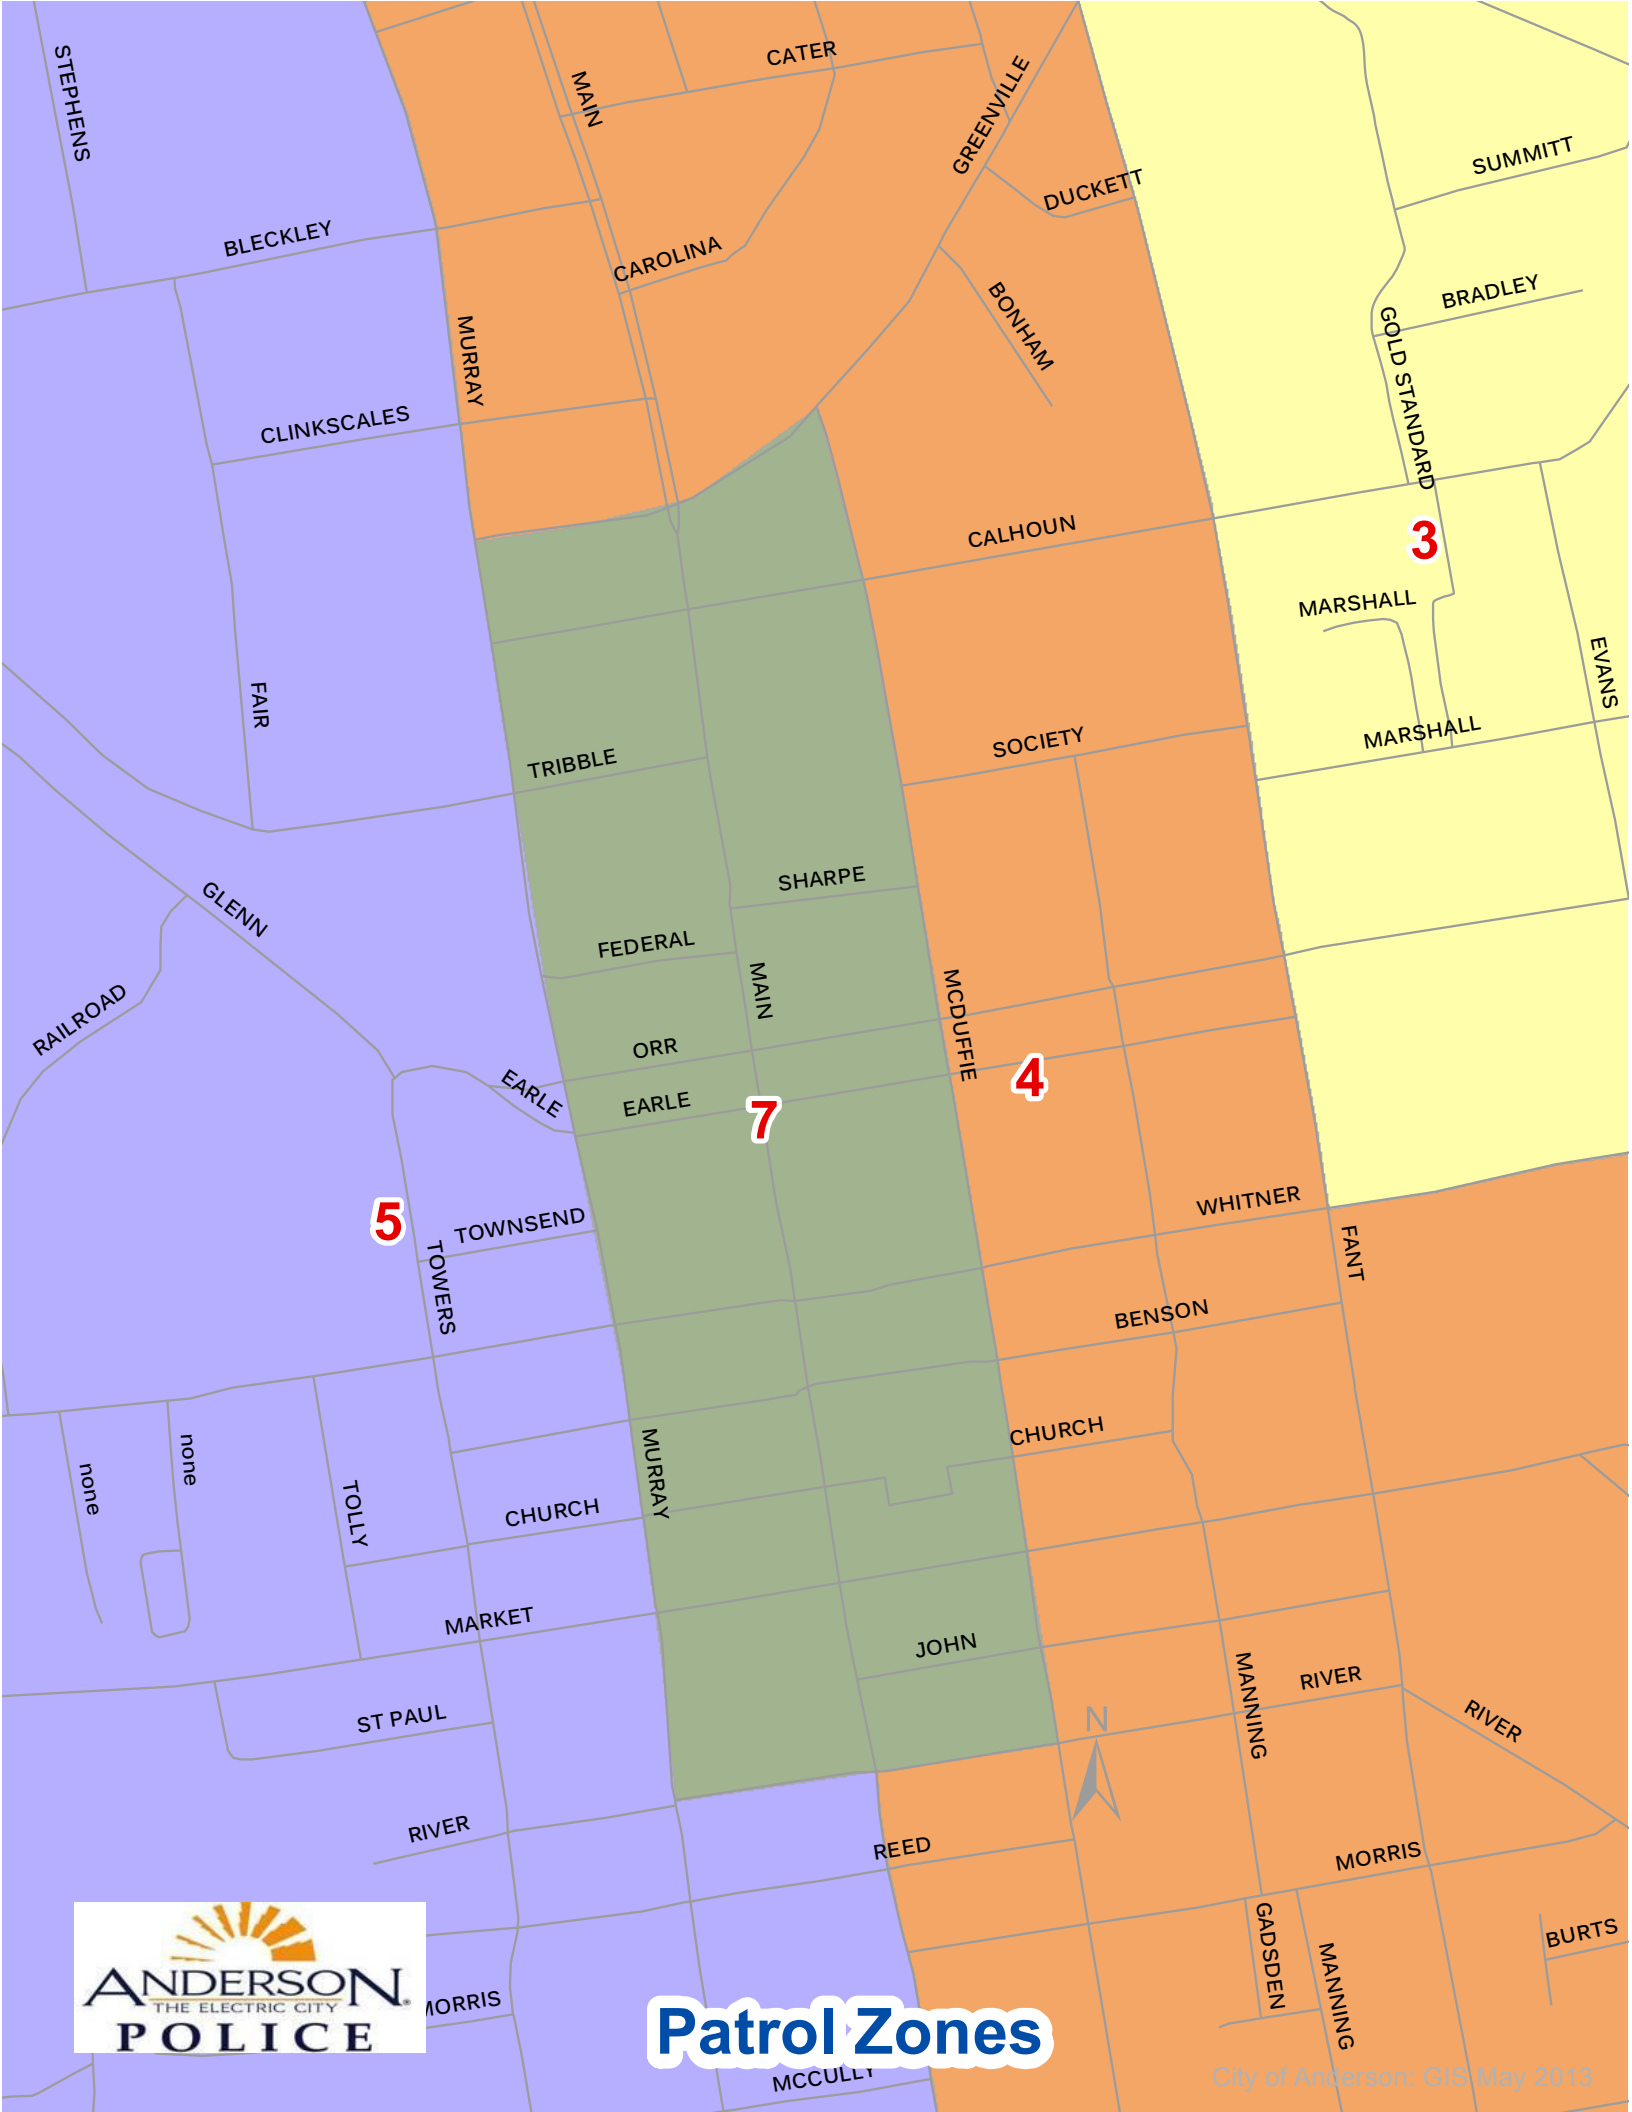 STEPHENS
MAIN
CATER
GREENVILLE
DUCKETT
SUMMITT
BLECKLEY
CAROLINA
BONHAM
BRADLEY
MURRAY
GOLD STANDARD
CLINKSCALES
CALHOUN
3
MARSHALL
EVANS
FAIR
TRIBBLE
SOCIETY
MARSHALL
SHARPE
GLENN
FEDERAL
MAIN
MCDUFFIE
RAILROAD
ORR
EARLE
EARLE
7
4
5
TOWNSEND
TOWERS
WHITNER
FANT
BENSON
none
none
TOLLY
CHURCH
MURRAY
CHURCH
MARKET
JOHN
MANNING
RIVER
RIVER
ST PAUL
N
RIVER
REED
MORRIS
GADSDEN
MANNING
BURTS
ANDERSON
THE ELECTRIC CITY
POLICE
MORRIS
Patrol Zones
MCCULLY
City of Anderson: GIS May 2013